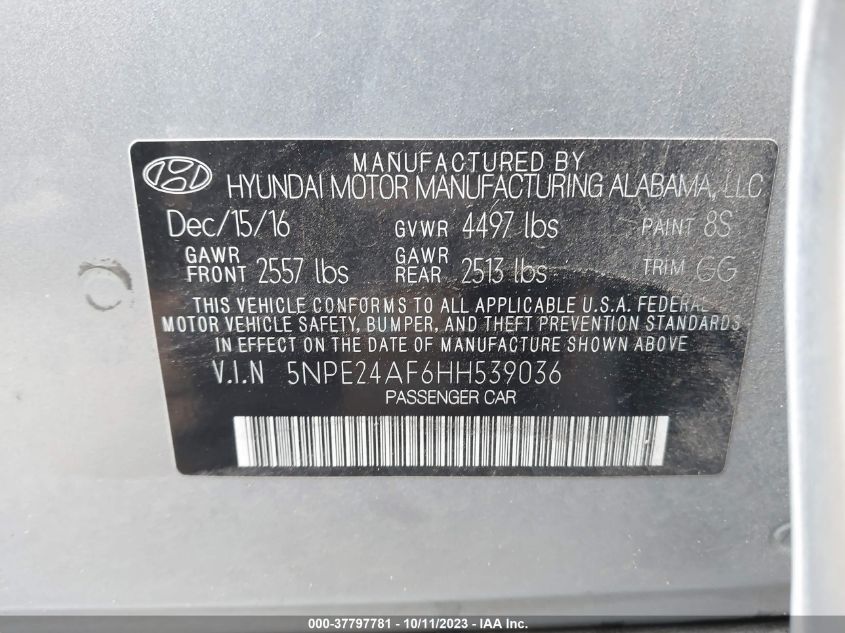 MANUFACTURED BY
HYUNDAI MOTOR MANUFACTURING ALABAMA, LLC
Dec/15/16 GVWR 4497 lbs PAINT 8S
GAWR FRONT 2557 lbs GAWR REAR 2513 lbs TRIM GG
THIS VEHICLE CONFORMS TO ALL APPLICABLE U.S.A. FEDERAL
MOTOR VEHICLE SAFETY, BUMPER, AND THEFT PREVENTION STANDARDS
IN EFFECT ON THE DATE OF MANUFACTURE SHOWN ABOVE
V.I.N 5NPE24AF6HH539036
PASSENGER CAR
000-37797781 - 10/11/2023 - IAA Inc.